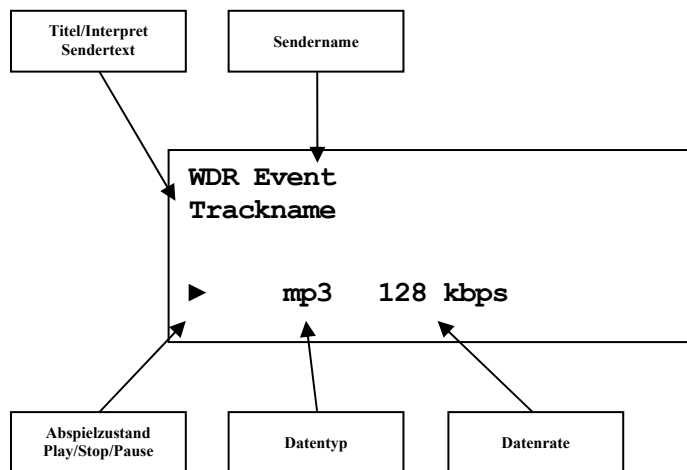 Titel/Interpret
Sendertext
Sendername
WDR Event
Trackname
► mp3 128 kbps
Abspielzustand
Play/Stop/Pause
Datentyp
Datenrate